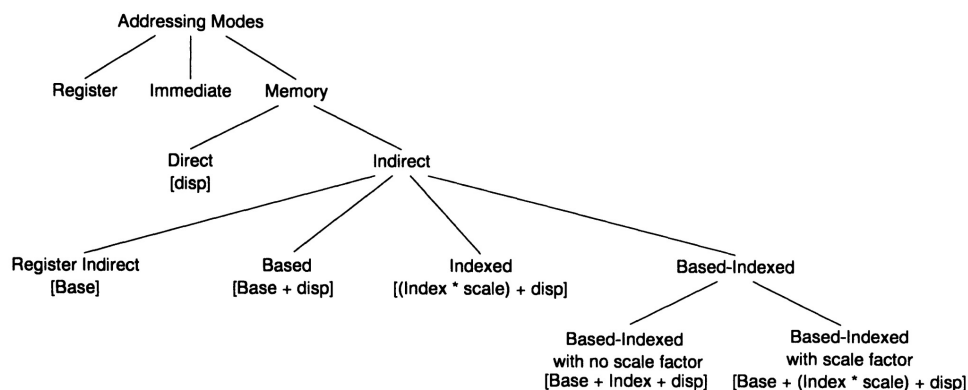 Addressing Modes
Register Immediate Memory
Direct
[disp]
Indirect
Register Indirect
[Base]
Based
[Base + disp]
Indexed
[(Index * scale) + disp]
Based-Indexed
Based-Indexed
with no scale factor
[Base + Index + disp]
Based-Indexed
with scale factor
[Base + (Index * scale) + disp]